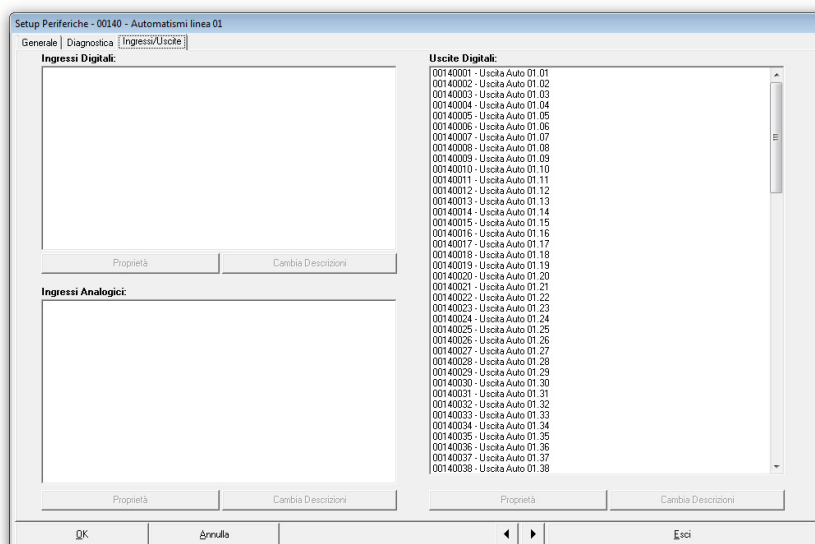 Setup Periferiche - 00140 - Automatismi linea 01
Generale Diagnostica Ingressi/Uscite
Ingressi Digitali:
Proprietà Cambia Descrizioni
Ingressi Analogici:
Proprietà Cambia Descrizioni
Uscite Digitali:
00140001 - Uscita Auto 01.01
00140002 - Uscita Auto 01.02
00140003 - Uscita Auto 01.03
00140004 - Uscita Auto 01.04
00140005 - Uscita Auto 01.05
00140006 - Uscita Auto 01.06
00140007 - Uscita Auto 01.07
00140008 - Uscita Auto 01.08
00140009 - Uscita Auto 01.09
00140010 - Uscita Auto 01.10
00140011 - Uscita Auto 01.11
00140012 - Uscita Auto 01.12
00140013 - Uscita Auto 01.13
00140014 - Uscita Auto 01.14
00140015 - Uscita Auto 01.15
00140016 - Uscita Auto 01.16
00140017 - Uscita Auto 01.17
00140018 - Uscita Auto 01.18
00140019 - Uscita Auto 01.19
00140020 - Uscita Auto 01.20
00140021 - Uscita Auto 01.21
00140022 - Uscita Auto 01.22
00140023 - Uscita Auto 01.23
00140024 - Uscita Auto 01.24
00140025 - Uscita Auto 01.25
00140026 - Uscita Auto 01.26
00140027 - Uscita Auto 01.27
00140028 - Uscita Auto 01.28
00140029 - Uscita Auto 01.29
00140030 - Uscita Auto 01.30
00140031 - Uscita Auto 01.31
00140032 - Uscita Auto 01.32
00140033 - Uscita Auto 01.33
00140034 - Uscita Auto 01.34
00140035 - Uscita Auto 01.35
00140036 - Uscita Auto 01.36
00140037 - Uscita Auto 01.37
00140038 - Uscita Auto 01.38
Proprietà Cambia Descrizioni
OK Annulla Esci